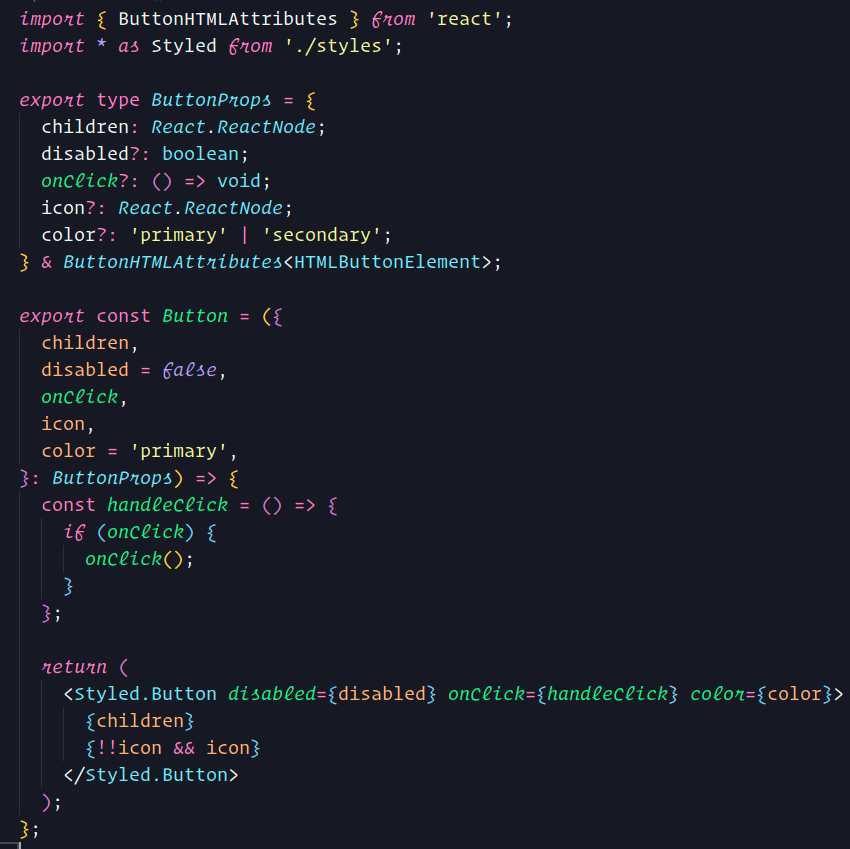 import { ButtonHTMLAttributes } from 'react';
import * as Styled from './styles';

export type ButtonProps = {
  children: React.ReactNode;
  disabled?: boolean;
  onClick?: () => void;
  icon?: React.ReactNode;
  color?: 'primary' | 'secondary';
} & ButtonHTMLAttributes<HTMLButtonElement>;

export const Button = ({
  children,
  disabled = false,
  onClick,
  icon,
  color = 'primary',
}: ButtonProps) => {
  const handleClick = () => {
    if (onClick) {
      onClick();
    }
  };

  return (
    <Styled.Button disabled={disabled} onClick={handleClick} color={color}>
      {children}
      {!!icon && icon}
    </Styled.Button>
  );
};